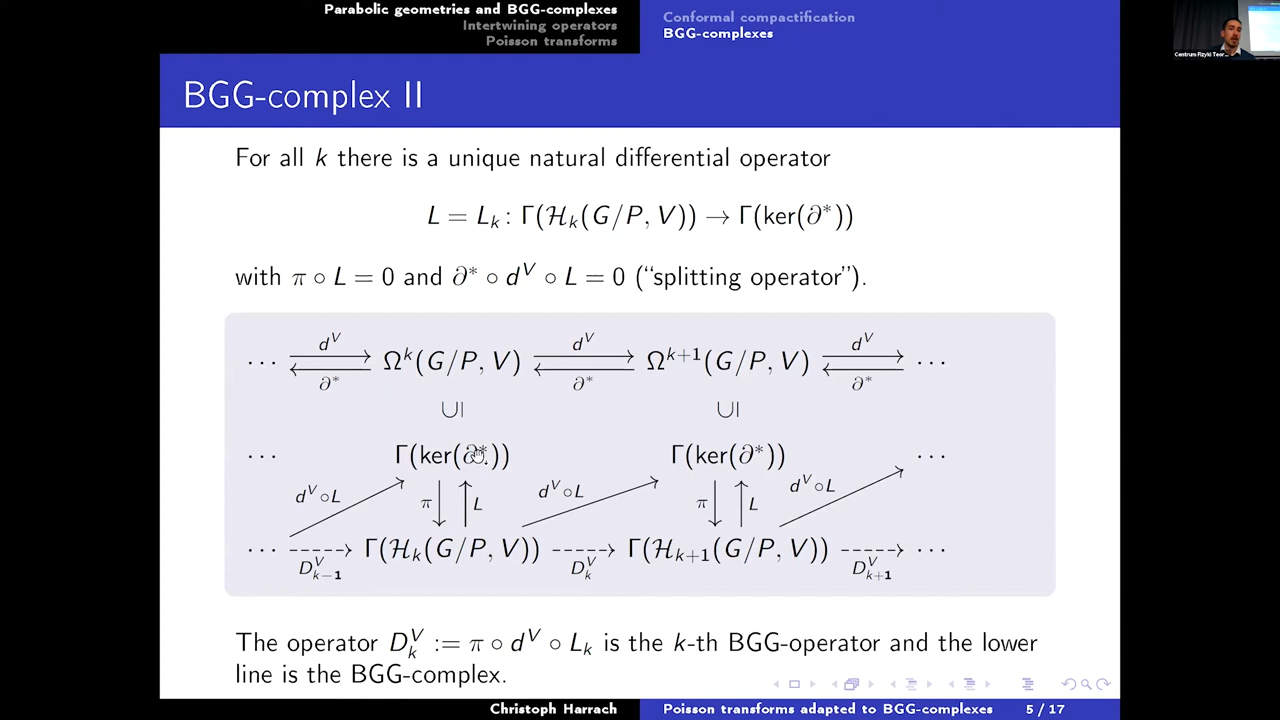 Parabolic geometries and BGG-complexes
Intertwining operators
Poisson transforms
Conformal compactification
BGG-complexes
BGG-complex II
For all k there is a unique natural differential operator
L = L_k : Γ(ℋ_k(G/P, V)) → Γ(ker(∂*))
with π ∘ L = 0 and ∂* ∘ d^V ∘ L = 0 ("splitting operator").
⋯ d^V ∂* Ω^k(G/P, V) d^V ∂* Ω^{k+1}(G/P, V) d^V ∂* ⋯
∪| ∪|
⋯ Γ(ker(∂*)) Γ(ker(∂*)) ⋯
d^V∘L π L d^V∘L π L d^V∘L
⋯ D^V_{k−1} Γ(ℋ_k(G/P, V)) D^V_k Γ(ℋ_{k+1}(G/P, V)) D^V_{k+1} ⋯
The operator D^V_k := π ∘ d^V ∘ L_k is the k-th BGG-operator and the lower
line is the BGG-complex.
Christoph Harrach
Poisson transforms adapted to BGG-complexes
5 / 17
Centrum Fizyki Teor